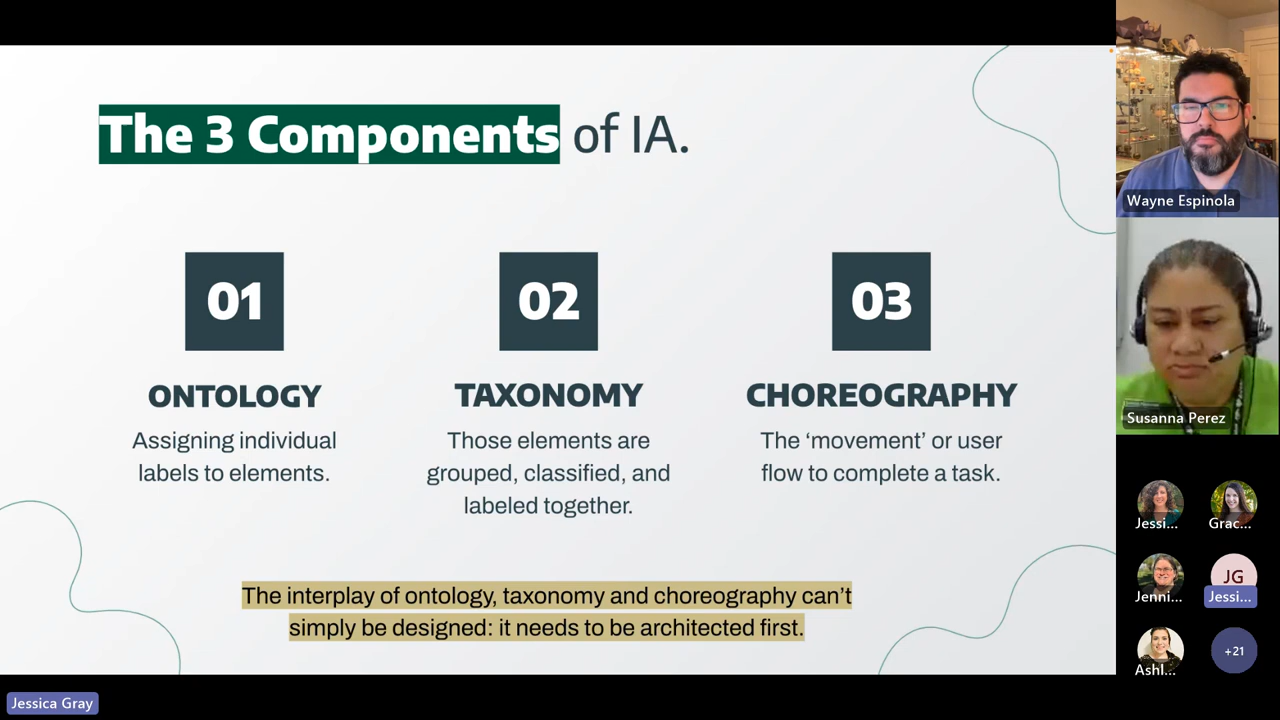 The 3 Components of IA.
01
ONTOLOGY
Assigning individual
labels to elements.
02
TAXONOMY
Those elements are
grouped, classified, and
labeled together.
03
CHOREOGRAPHY
The ‘movement’ or user
flow to complete a task.
The interplay of ontology, taxonomy and choreography can’t
simply be designed: it needs to be architected first.
Wayne Espinola
Susanna Perez
Jessi...
Grac...
Jenni...
JG
Jessi...
Ashl...
+21
Jessica Gray